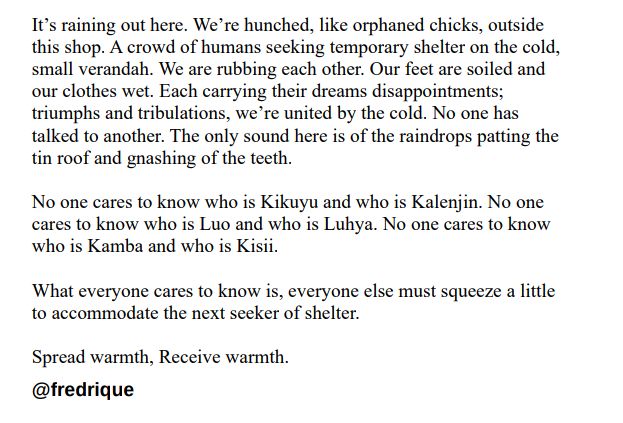 It’s raining out here. We’re hunched, like orphaned chicks, outside
this shop. A crowd of humans seeking temporary shelter on the cold,
small verandah. We are rubbing each other. Our feet are soiled and
our clothes wet. Each carrying their dreams disappointments;
triumphs and tribulations, we’re united by the cold. No one has
talked to another. The only sound here is of the raindrops patting the
tin roof and gnashing of the teeth.
No one cares to know who is Kikuyu and who is Kalenjin. No one
cares to know who is Luo and who is Luhya. No one cares to know
who is Kamba and who is Kisii.
What everyone cares to know is, everyone else must squeeze a little
to accommodate the next seeker of shelter.
Spread warmth, Receive warmth.
@fredrique